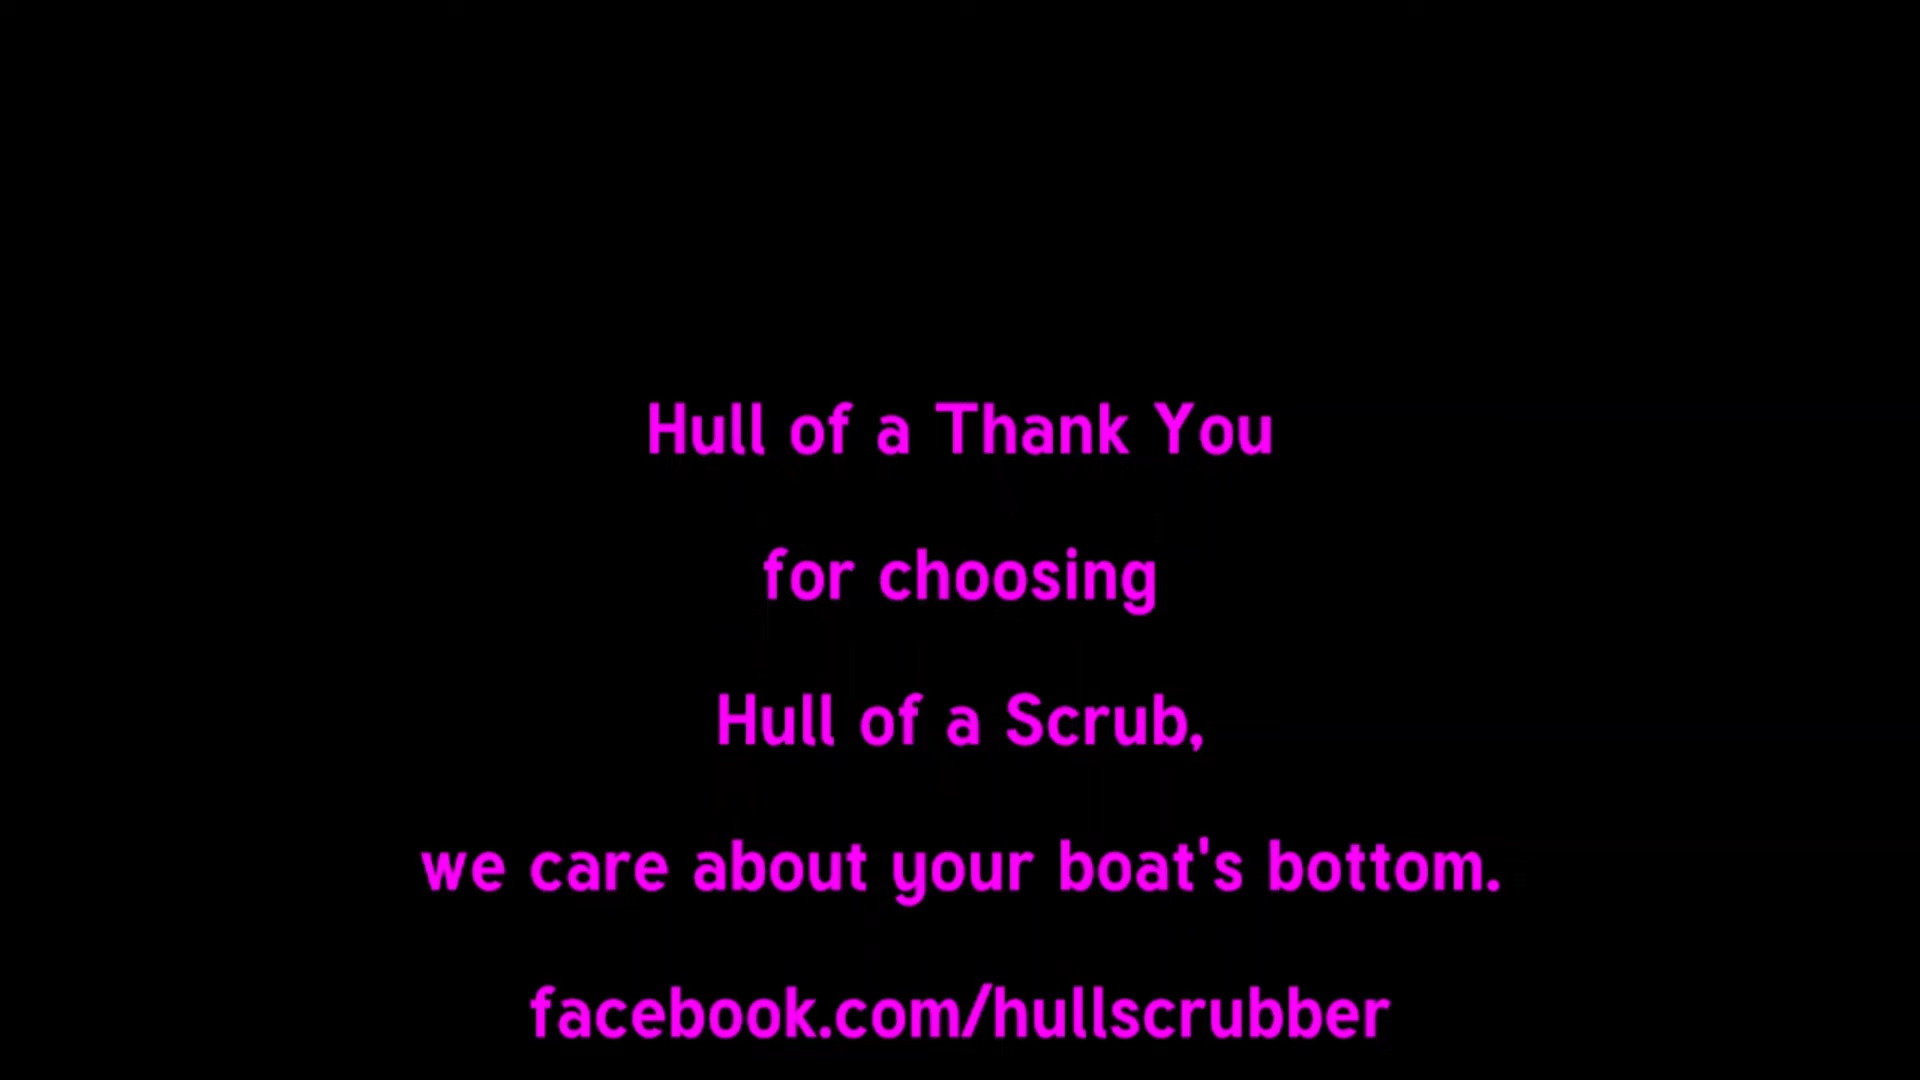 Hull of a Thank You
for choosing
Hull of a Scrub,
we care about your boat's bottom.
facebook.com/hullscrubber